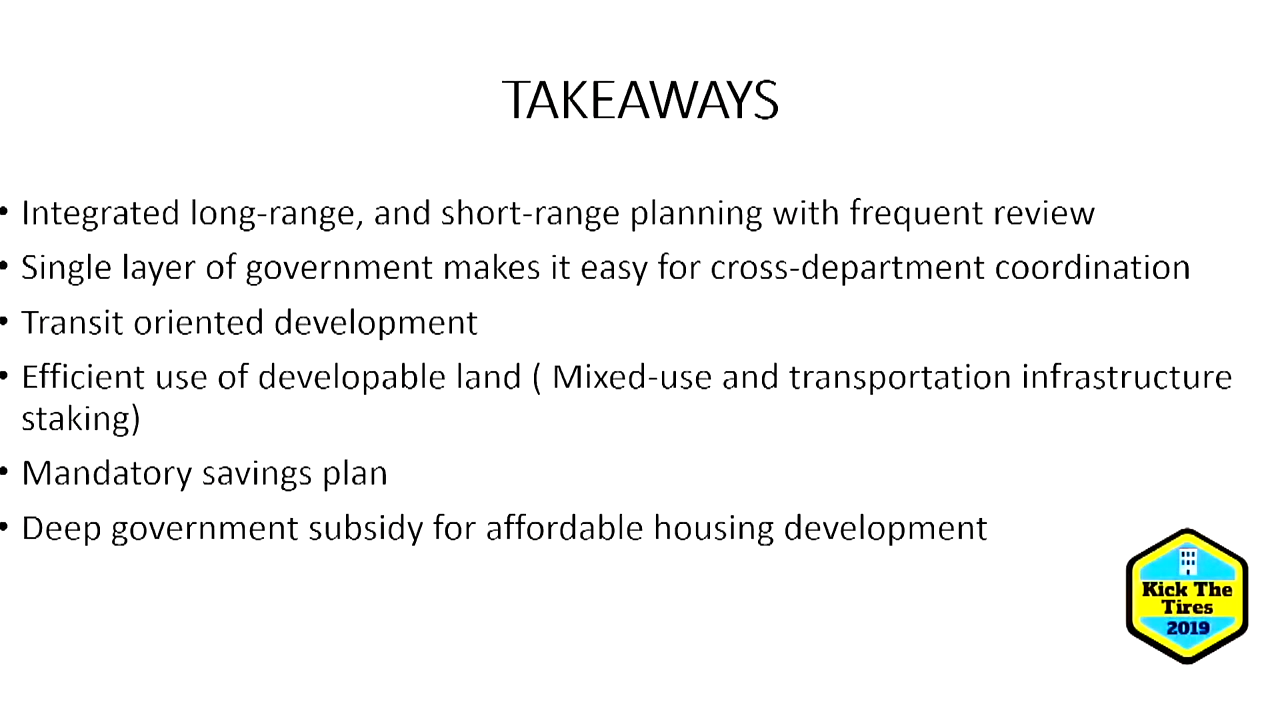 TAKEAWAYS
• Integrated long-range, and short-range planning with frequent review
• Single layer of government makes it easy for cross-department coordination
• Transit oriented development
• Efficient use of developable land ( Mixed-use and transportation infrastructure
staking)
• Mandatory savings plan
• Deep government subsidy for affordable housing development
Kick The
Tires
2019